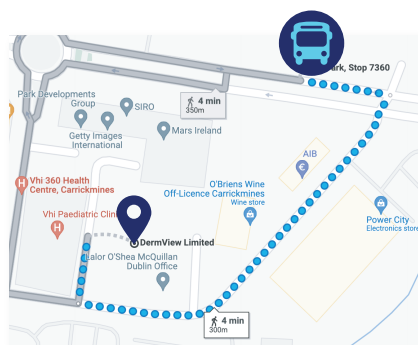 Park, Stop 7360
4 min
350m
Park Developments
Group
SIRO
Getty Images
International
Mars Ireland
AIB
€
Vhi 360 Health
Centre, Carrickmines
H
O'Briens Wine
Off-Licence Carrickmines
Wine store
Vhi Paediatric Clin
H
Power City
Electronics store
DermView Limited
Lalor O'Shea McQuillan
Dublin Office
4 min
300m